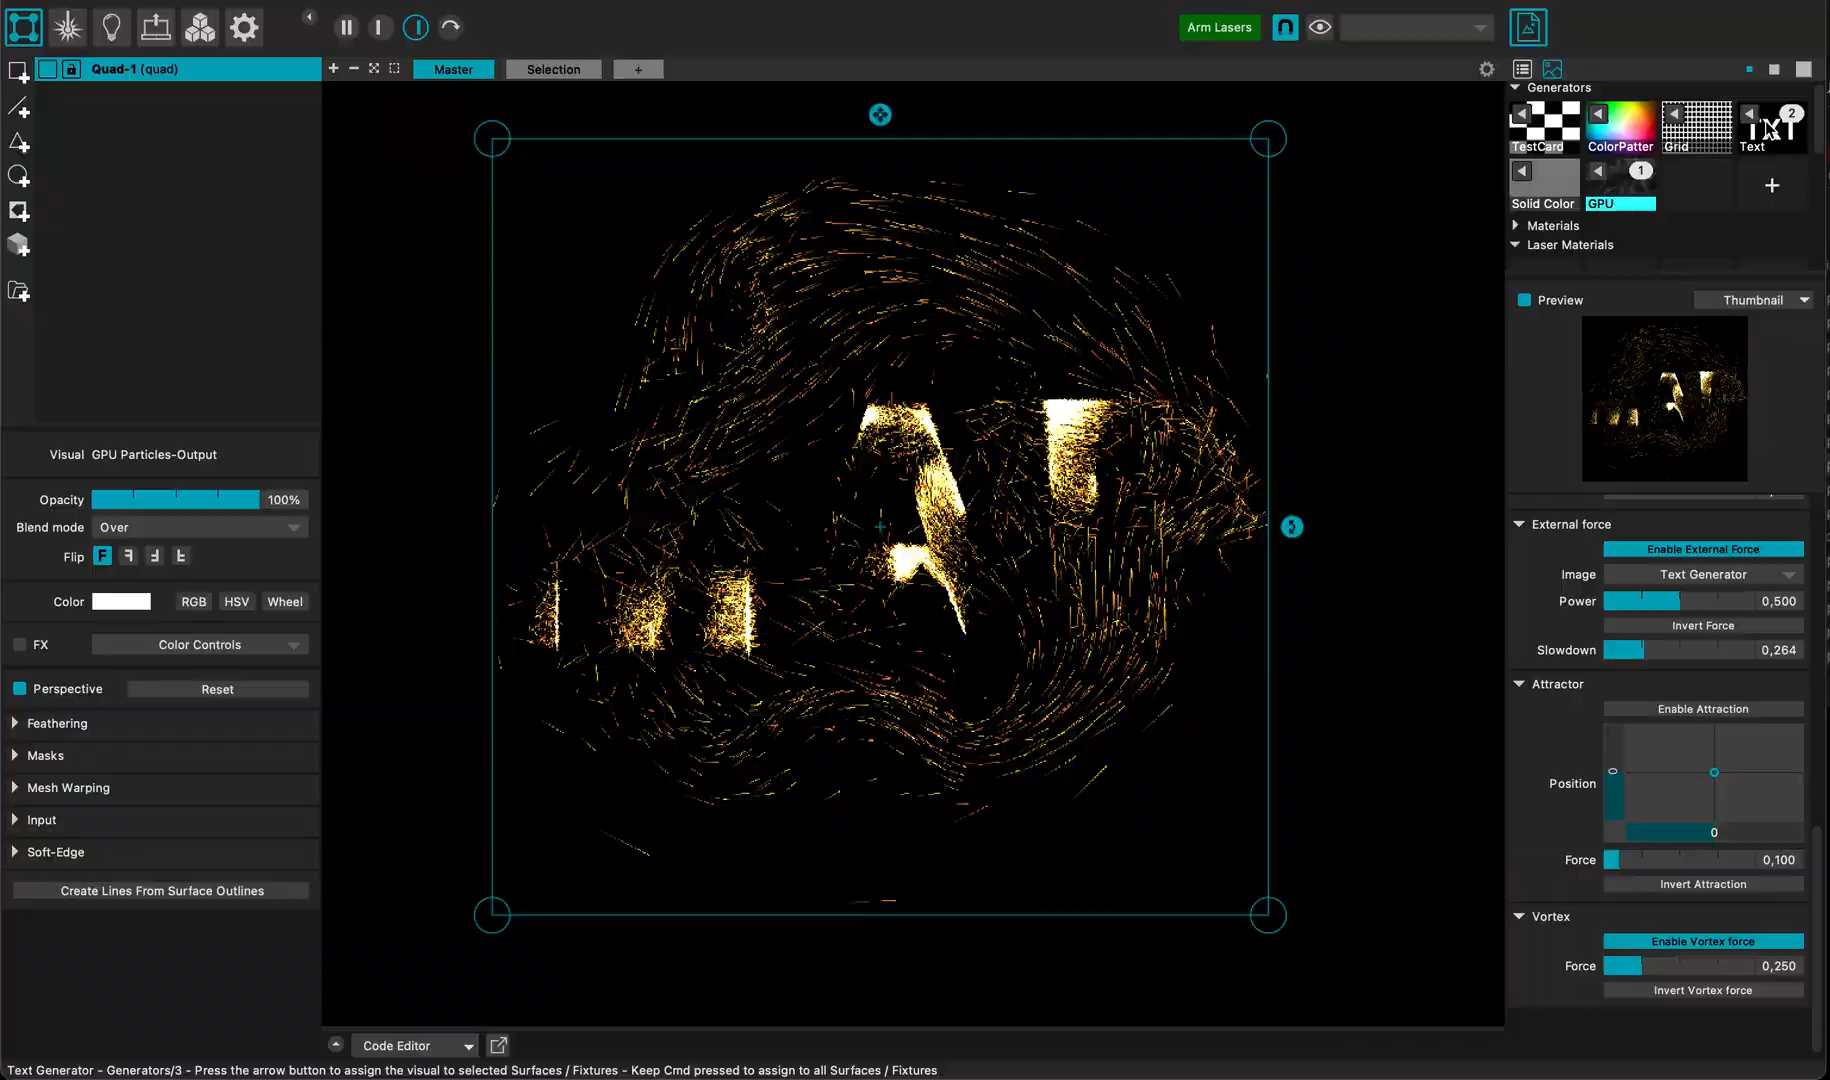 Arm Lasers
Quad-1 (quad)
Master
Selection
+
Generators
TestCard
ColorPatter
Grid
TXT
2
Text
Solid Color
1
GPU
+
Materials
Laser Materials
Preview
Thumbnail
Visual GPU Particles-Output
Opacity 100%
Blend mode Over
Flip
Color RGB HSV Wheel
FX Color Controls
Perspective Reset
Feathering
Masks
Mesh Warping
Input
Soft-Edge
Create Lines From Surface Outlines
External force
Enable External Force
Image Text Generator
Power 0,500
Invert Force
Slowdown 0,264
Attractor
Enable Attraction
0
Position
0
Force 0,100
Invert Attraction
Vortex
Enable Vortex force
Force 0,250
Invert Vortex force
Code Editor
Text Generator - Generators/3 - Press the arrow button to assign the visual to selected Surfaces / Fixtures - Keep Cmd pressed to assign to all Surfaces / Fixtures